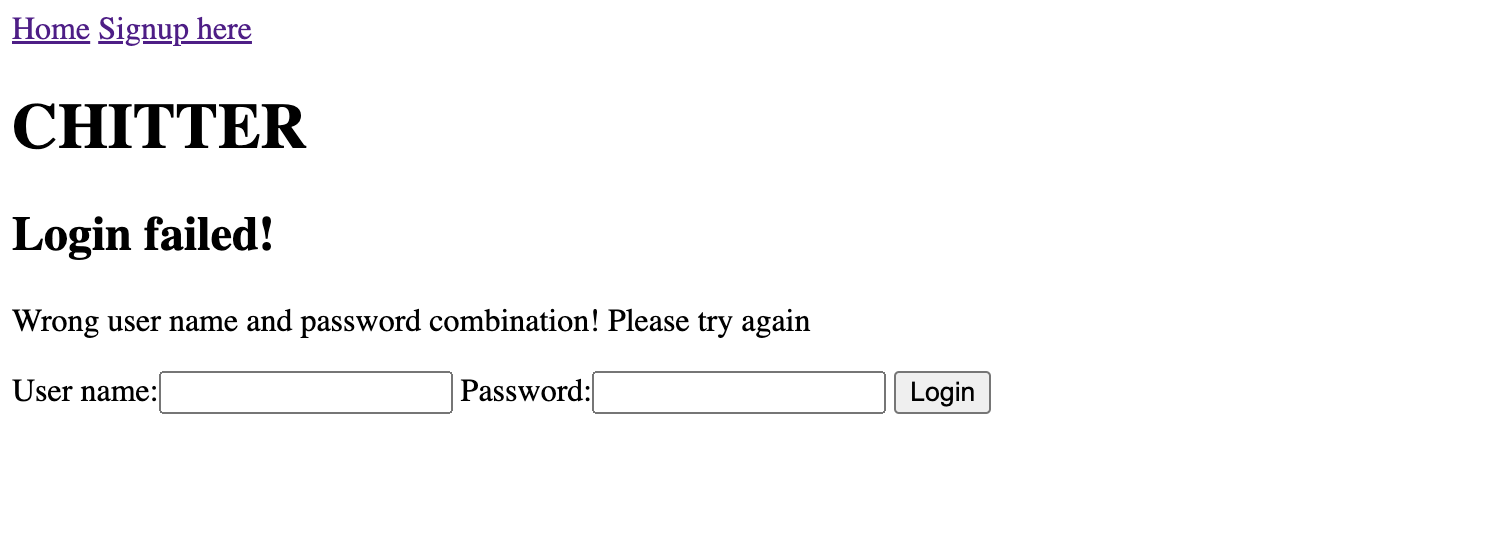 Home Signup here
CHITTER
Login failed!
Wrong user name and password combination! Please try again
User name: Password: Login